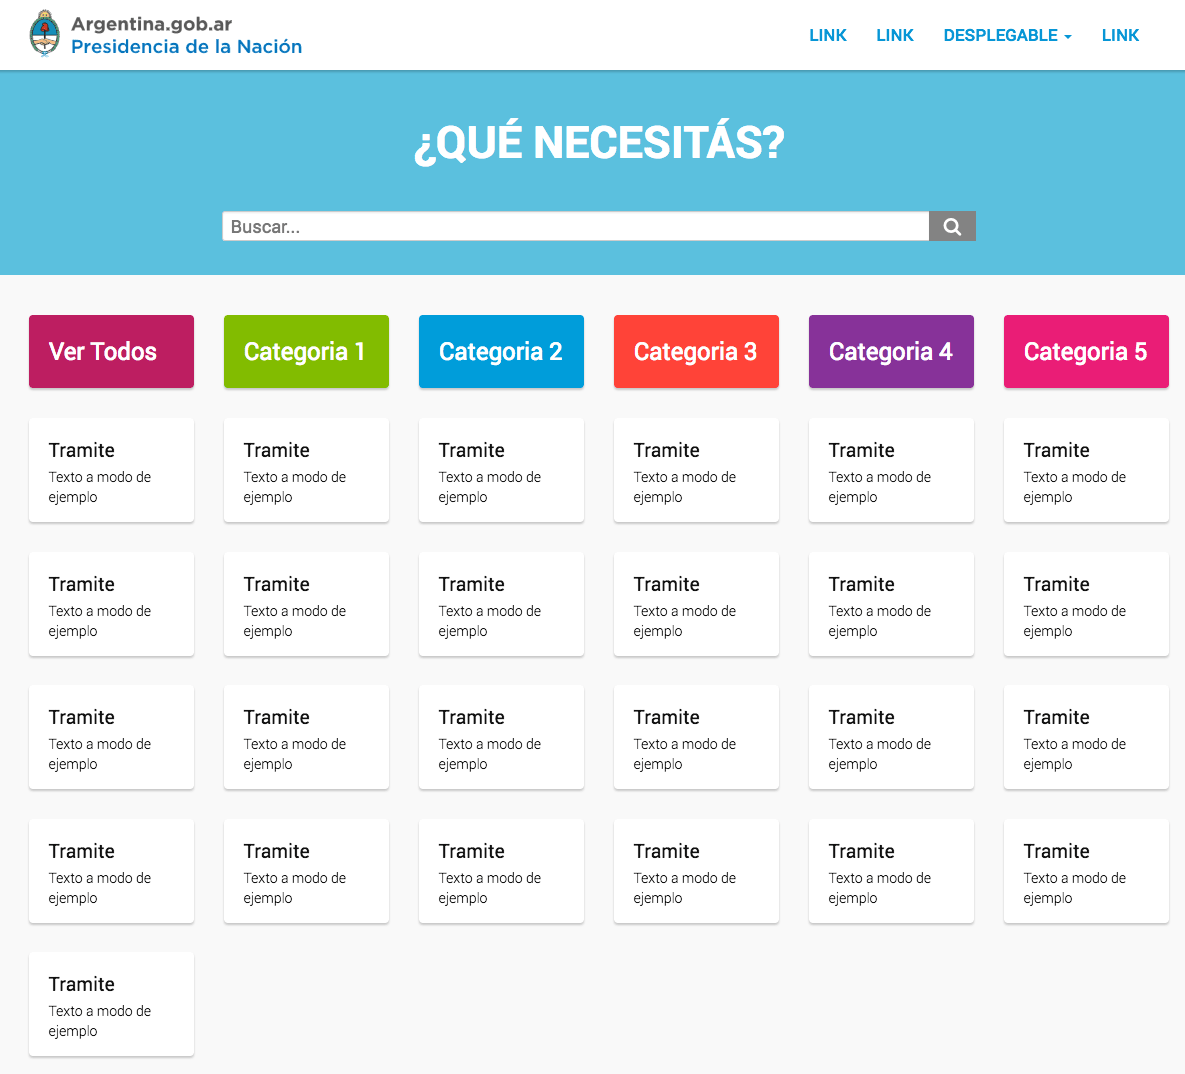 Argentina.gob.ar
Presidencia de la Nación
LINK LINK DESPLEGABLE LINK
¿QUÉ NECESITÁS?
Buscar...
Ver Todos Categoria 1 Categoria 2 Categoria 3 Categoria 4 Categoria 5
Tramite Tramite Tramite Tramite Tramite Tramite
Texto a modo de Texto a modo de Texto a modo de Texto a modo de Texto a modo de Texto a modo de
ejemplo ejemplo ejemplo ejemplo ejemplo ejemplo
Tramite Tramite Tramite Tramite Tramite Tramite
Texto a modo de Texto a modo de Texto a modo de Texto a modo de Texto a modo de Texto a modo de
ejemplo ejemplo ejemplo ejemplo ejemplo ejemplo
Tramite Tramite Tramite Tramite Tramite Tramite
Texto a modo de Texto a modo de Texto a modo de Texto a modo de Texto a modo de Texto a modo de
ejemplo ejemplo ejemplo ejemplo ejemplo ejemplo
Tramite Tramite Tramite Tramite Tramite Tramite
Texto a modo de Texto a modo de Texto a modo de Texto a modo de Texto a modo de Texto a modo de
ejemplo ejemplo ejemplo ejemplo ejemplo ejemplo
Tramite
Texto a modo de
ejemplo